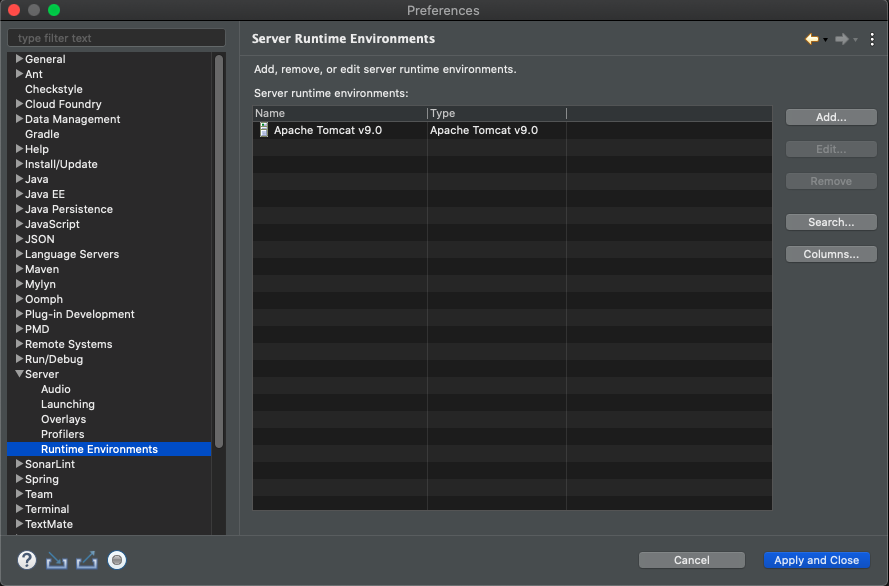 Preferences
type filter text
General
Ant
Checkstyle
Cloud Foundry
Data Management
Gradle
Help
Install/Update
Java
Java EE
Java Persistence
JavaScript
JSON
Language Servers
Maven
Mylyn
Oomph
Plug-in Development
PMD
Remote Systems
Run/Debug
Server
Audio
Launching
Overlays
Profilers
Runtime Environments
SonarLint
Spring
Team
Terminal
TextMate
Server Runtime Environments
Add, remove, or edit server runtime environments.
Server runtime environments:
Name Type
Apache Tomcat v9.0 Apache Tomcat v9.0
Add...
Edit...
Remove
Search...
Columns...
?
Cancel Apply and Close